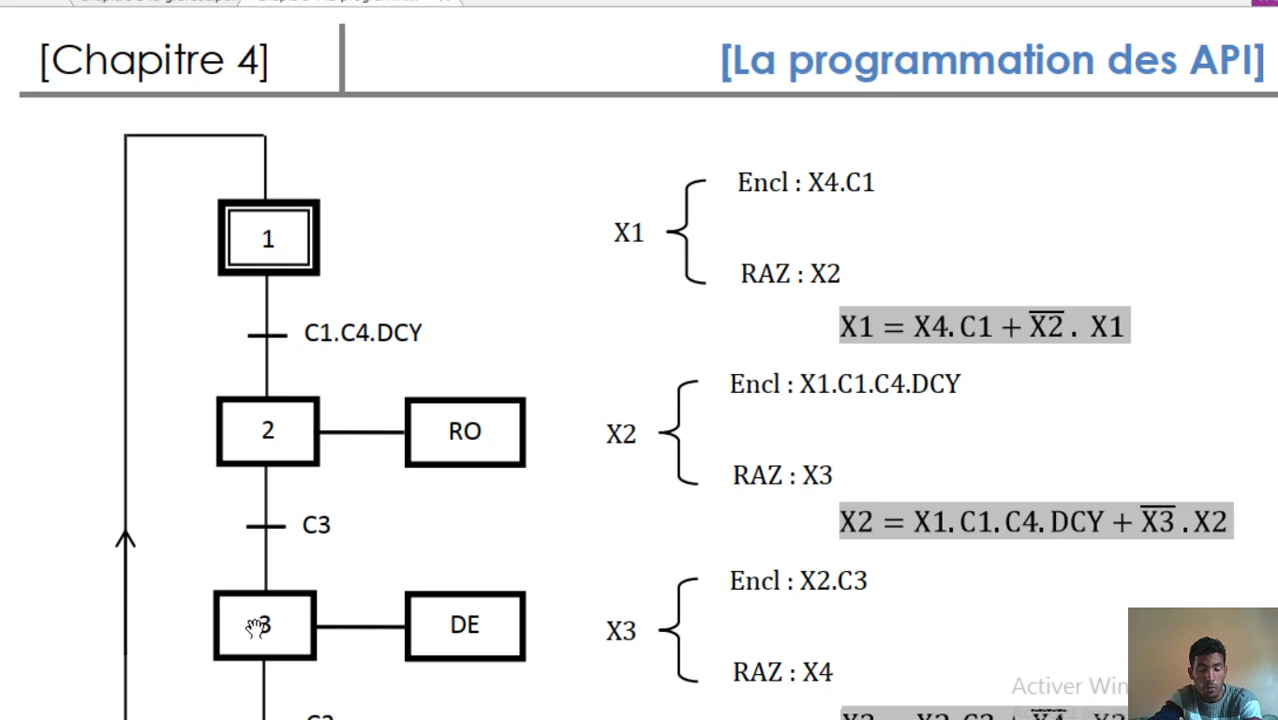 [Chapitre 4]
[La programmation des API]
1
C1.C4.DCY
2
RO
C3
3
DE
X1
Encl : X4.C1
RAZ : X2
X1 = X4. C1 + X̅2̅ . X1
X2
Encl : X1.C1.C4.DCY
RAZ : X3
X2 = X1. C1. C4. DCY + X̅3̅ . X2
X3
Encl : X2.C3
RAZ : X4
Activer Win